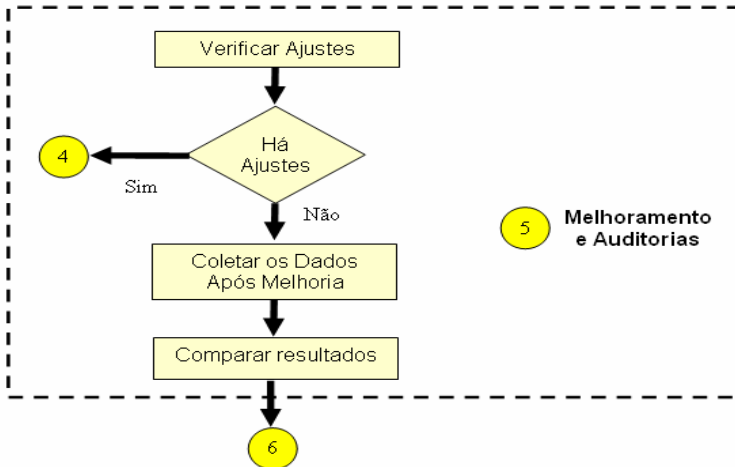 Verificar Ajustes
Há
Ajustes
4
Sim
Não
5
Melhoramento
e Auditorias
Coletar os Dados
Após Melhoria
Comparar resultados
6